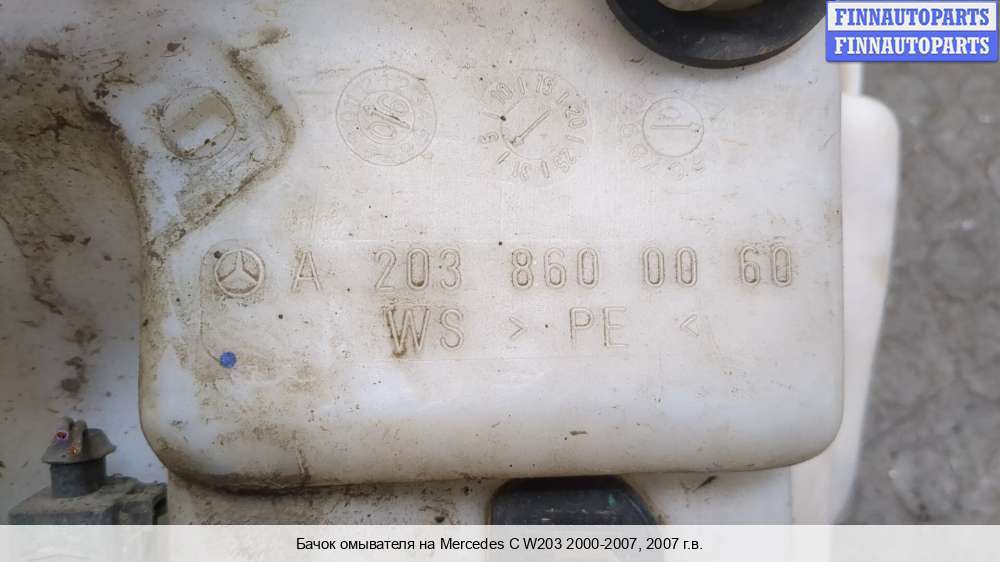 FINNAUTOPARTS
FINNAUTOPARTS
A 203 860 00 60
WS > PE <
Бачок омывателя на Mercedes C W203 2000-2007, 2007 г.в.